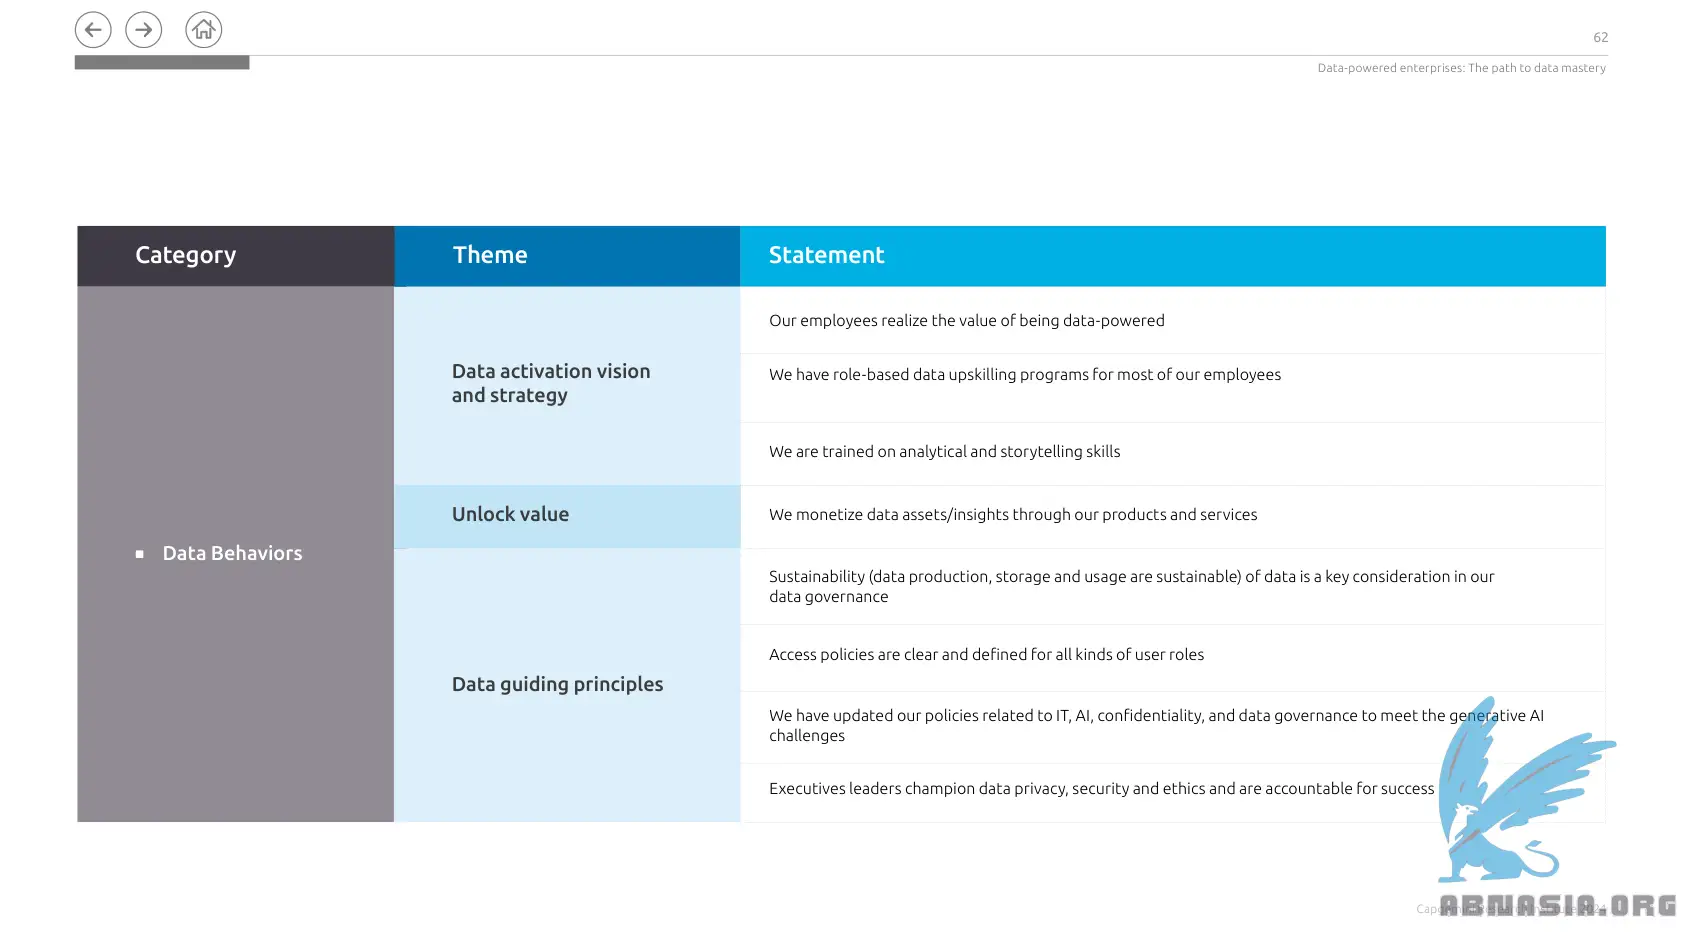 62
Data-powered enterprises: The path to data mastery
Category
Theme
Statement
Data Behaviors
Data activation vision
and strategy
Our employees realize the value of being data-powered
We have role-based data upskilling programs for most of our employees
We are trained on analytical and storytelling skills
Unlock value
We monetize data assets/insights through our products and services
Data guiding principles
Sustainability (data production, storage and usage are sustainable) of data is a key consideration in our
data governance
Access policies are clear and defined for all kinds of user roles
We have updated our policies related to IT, AI, confidentiality, and data governance to meet the generative AI
challenges
Executives leaders champion data privacy, security and ethics and are accountable for success
Capgemini Research Institute 2024
ABNASIA.ORG